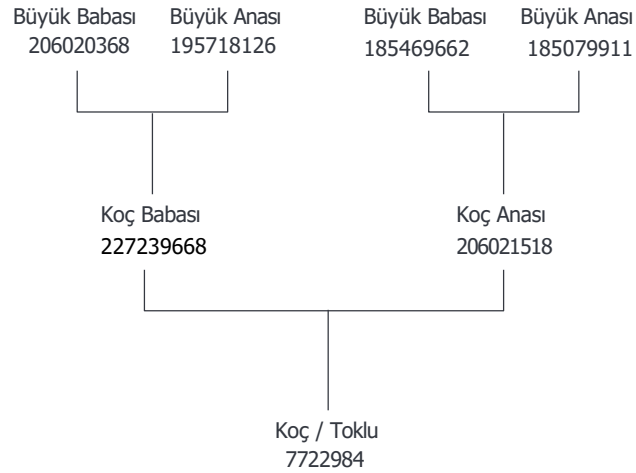 Büyük Babası Büyük Anası Büyük Babası Büyük Anası
206020368 195718126 185469662 185079911
Koç Babası Koç Anası
227239668 206021518
Koç / Toklu
7722984